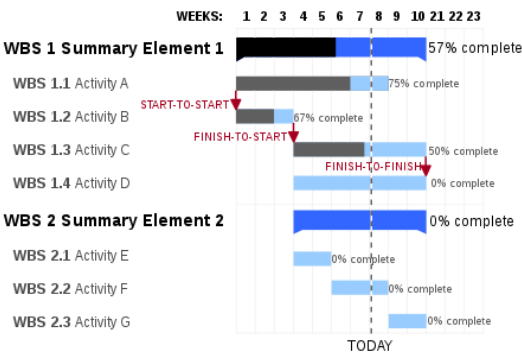 WEEKS: 1 2 3 4 5 6 7 8 9 10 21 22 23
WBS 1 Summary Element 1 57% complete
WBS 1.1 Activity A 75% complete
START-TO-START
WBS 1.2 Activity B 67% complete
FINISH-TO-START
WBS 1.3 Activity C 50% complete
FINISH-TO-FINISH
WBS 1.4 Activity D 0% complete
WBS 2 Summary Element 2 0% complete
WBS 2.1 Activity E 0% complete
WBS 2.2 Activity F 0% complete
WBS 2.3 Activity G 0% complete
TODAY